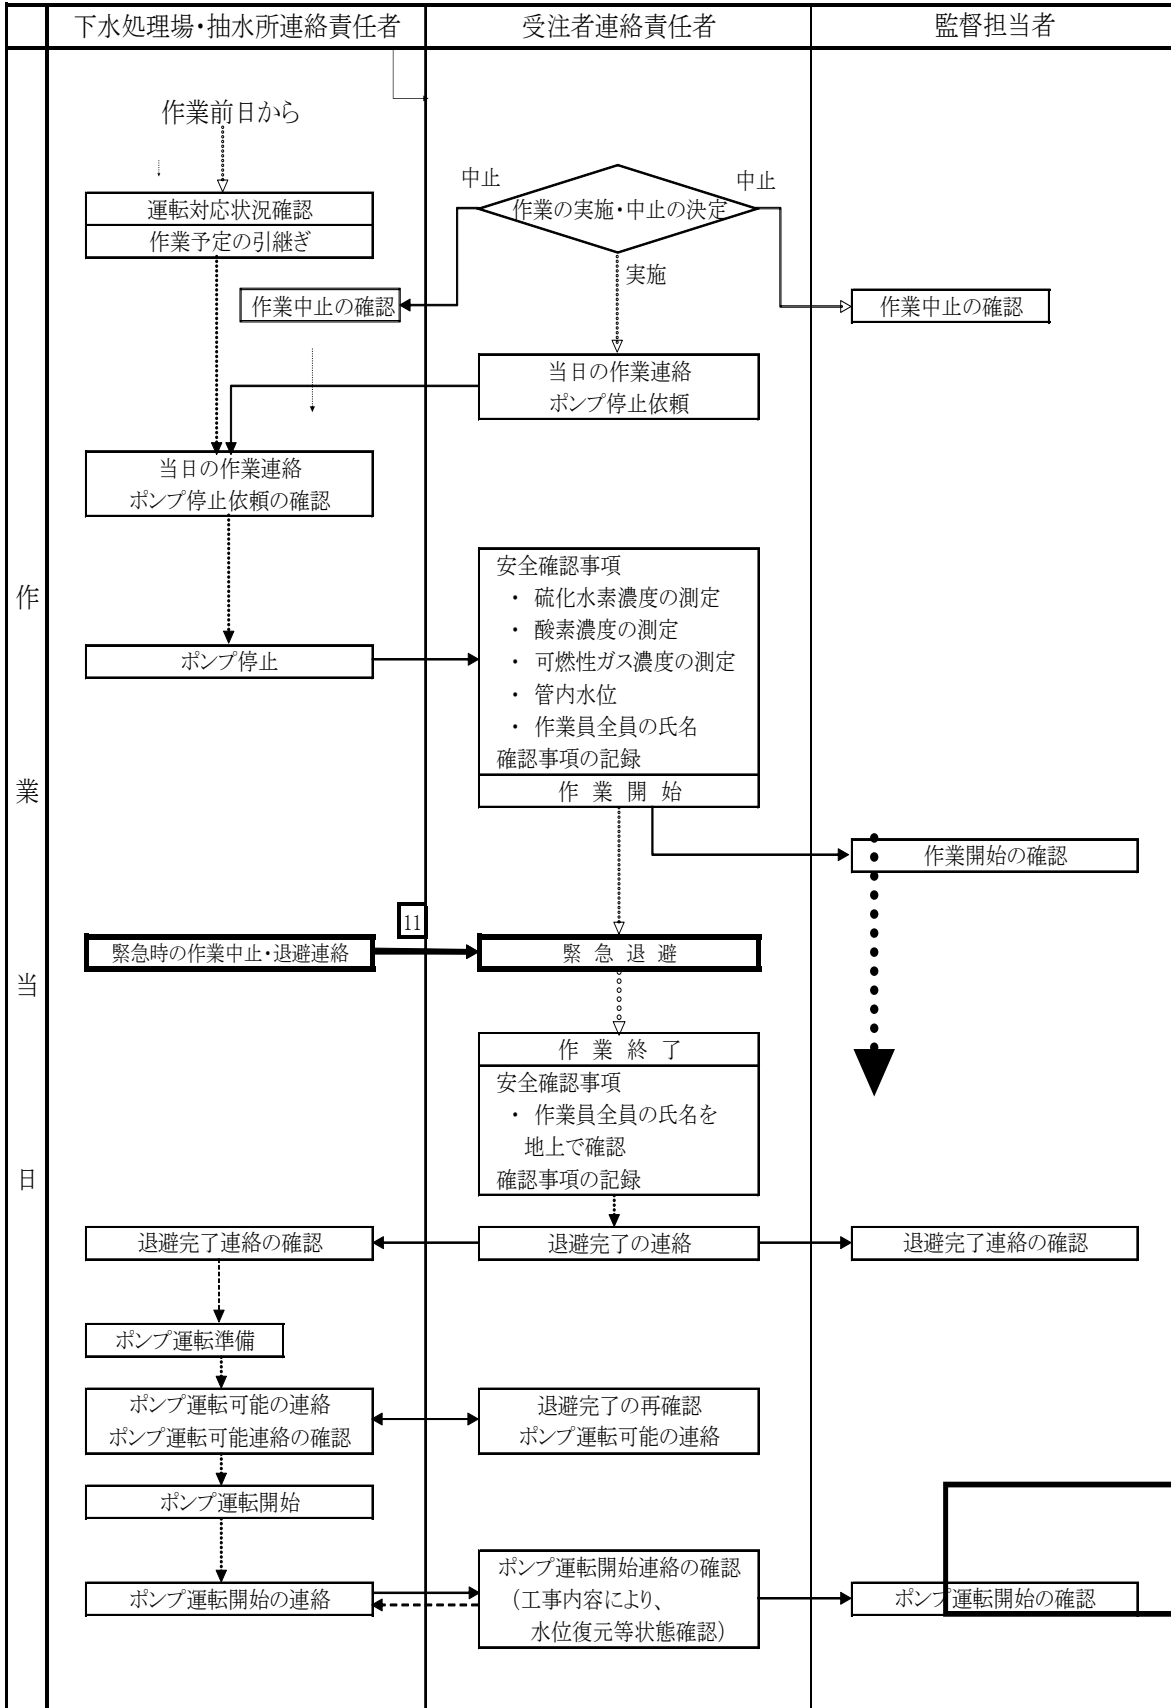 下水処理場・抽水所連絡責任者
受注者連絡責任者
監督担当者
作業当日
作業前日から
中止
中止
作業の実施・中止の決定
運転対応状況確認
作業予定の引継ぎ
実施
作業中止の確認
作業中止の確認
当日の作業連絡
ポンプ停止依頼
当日の作業連絡
ポンプ停止依頼の確認
安全確認事項
・ 硫化水素濃度の測定
・ 酸素濃度の測定
・ 可燃性ガス濃度の測定
・ 管内水位
・ 作業員全員の氏名
確認事項の記録
ポンプ停止
作 業 開 始
作業開始の確認
11
緊急時の作業中止・退避連絡
緊 急 退 避
作 業 終 了
安全確認事項
・ 作業員全員の氏名を
地上で確認
確認事項の記録
退避完了連絡の確認
退避完了の連絡
退避完了連絡の確認
ポンプ運転準備
ポンプ運転可能の連絡
ポンプ運転可能連絡の確認
退避完了の再確認
ポンプ運転可能の連絡
ポンプ運転開始
ポンプ運転開始の連絡
ポンプ運転開始連絡の確認
(工事内容により、
水位復元等状態確認)
ポンプ運転開始の確認